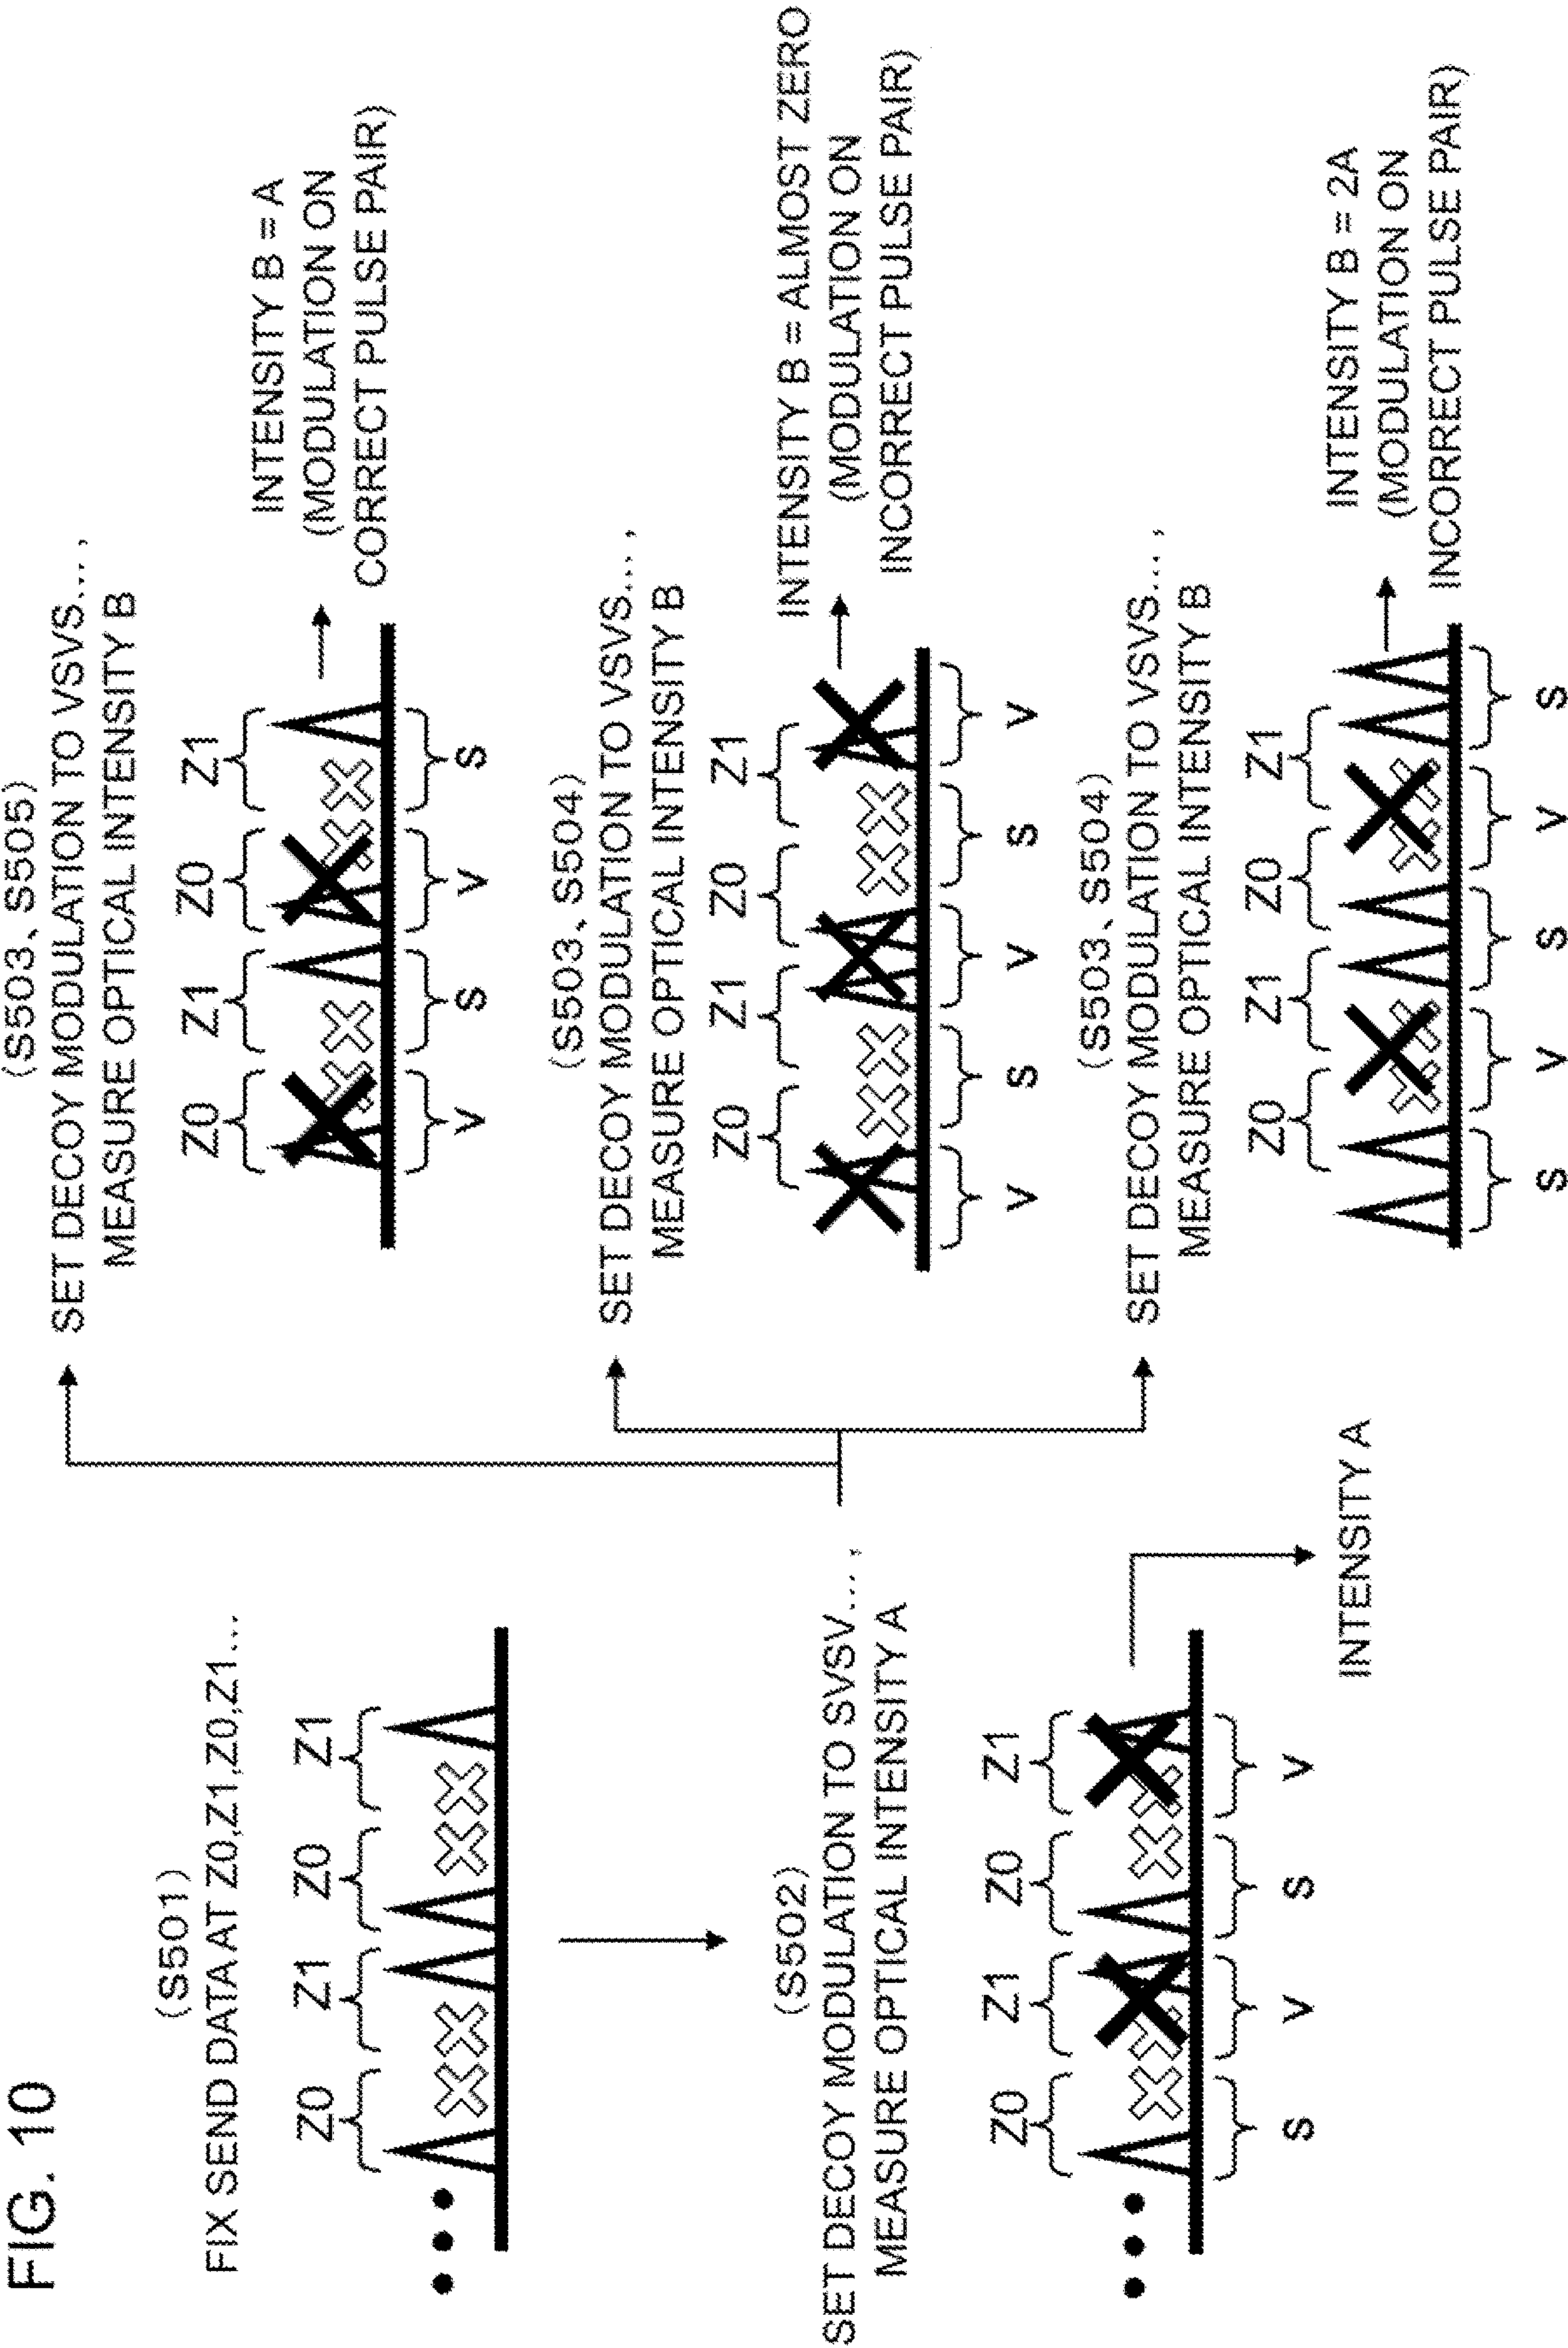 FIG. 10
(S501)
FIX SEND DATA AT Z0,Z1,Z0,Z1...
Z0 Z1 Z0 Z1
(S502)
SET DECOY MODULATION TO SVSV... ,
MEASURE OPTICAL INTENSITY A
Z0 Z1 Z0 Z1
S V S V
INTENSITY A
(S503、S505)
SET DECOY MODULATION TO VSVS... ,
MEASURE OPTICAL INTENSITY B
Z0 Z1 Z0 Z1
V S V S
INTENSITY B = A
(MODULATION ON
CORRECT PULSE PAIR)
(S503、S504)
SET DECOY MODULATION TO VSVS... ,
MEASURE OPTICAL INTENSITY B
Z0 Z1 Z0 Z1
V S V S V
INTENSITY B = ALMOST ZERO
(MODULATION ON
INCORRECT PULSE PAIR)
(S503、S504)
SET DECOY MODULATION TO VSVS... ,
MEASURE OPTICAL INTENSITY B
Z0 Z1 Z0 Z1
S V S V S
INTENSITY B = 2A
(MODULATION ON
INCORRECT PULSE PAIR)